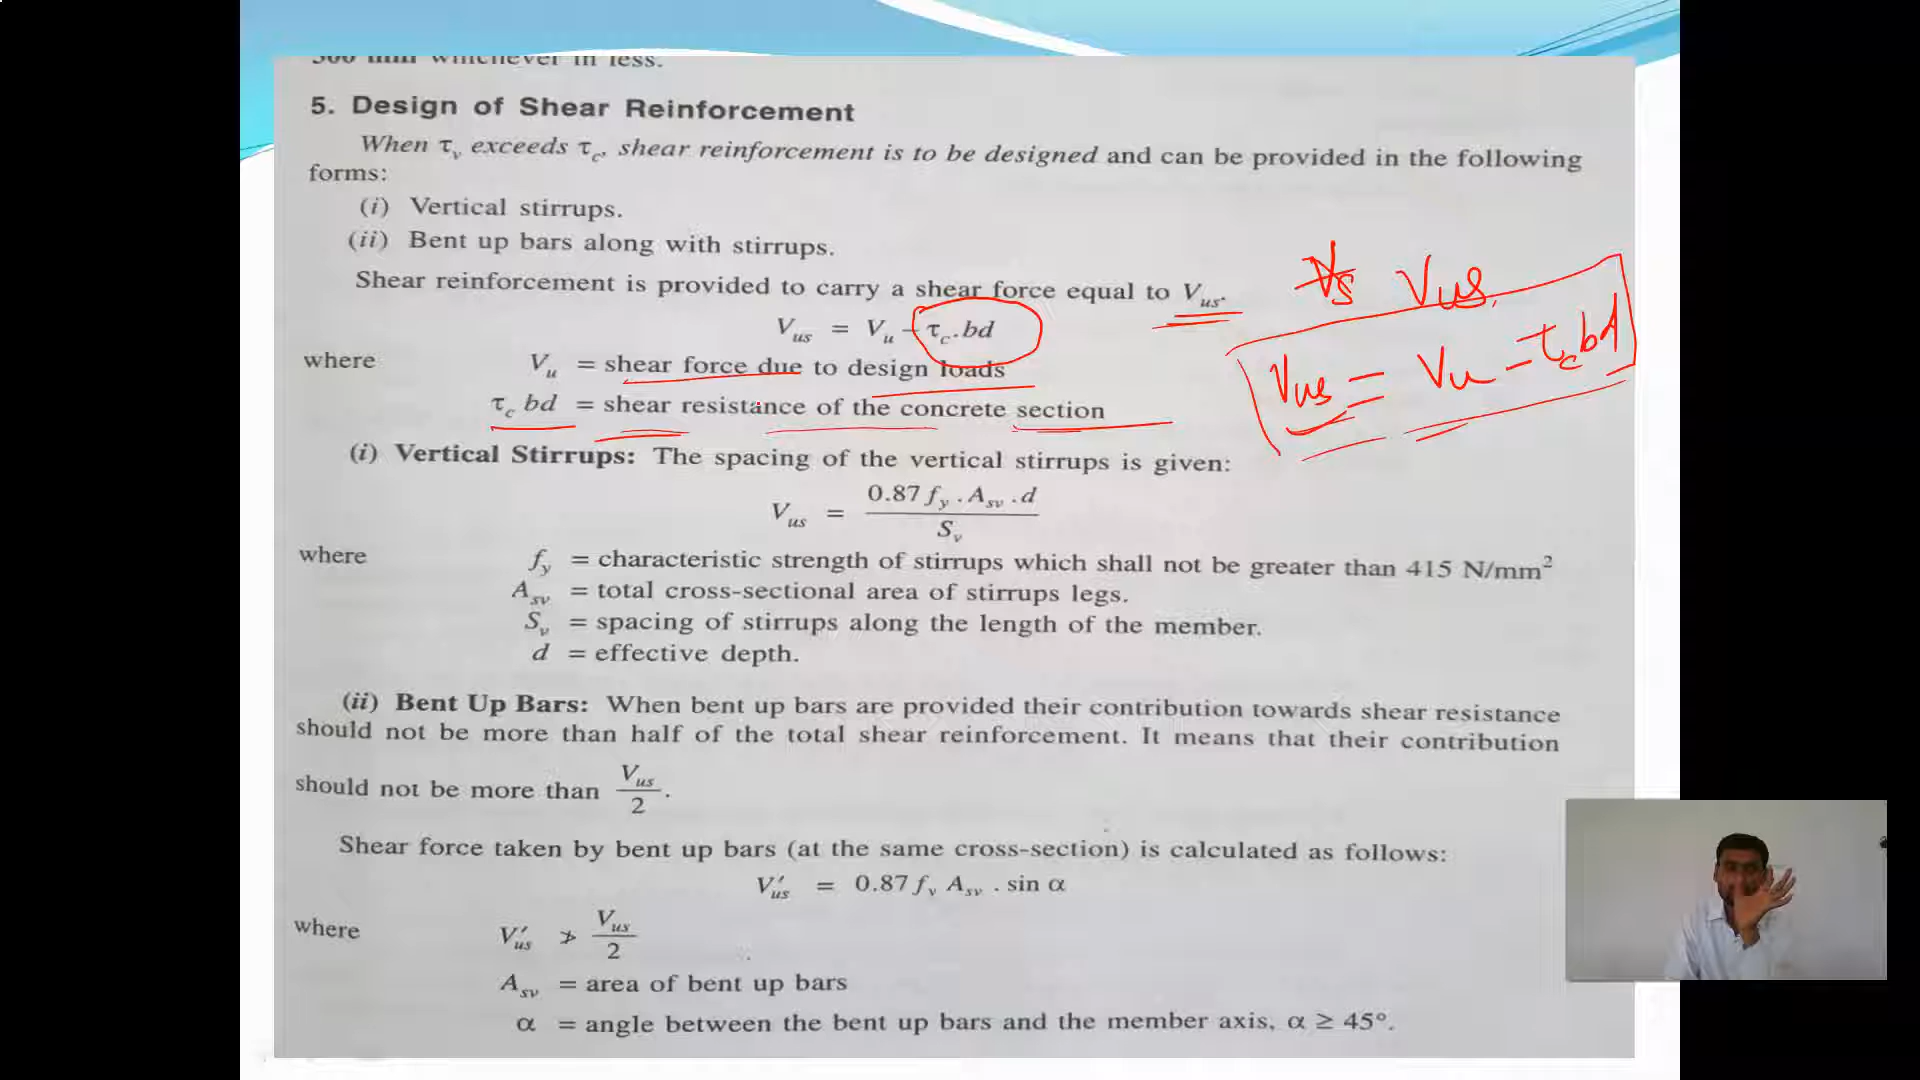 300 mm whichever in less.
5. Design of Shear Reinforcement
When τv exceeds τc, shear reinforcement is to be designed and can be provided in the following
forms:
(i) Vertical stirrups.
(ii) Bent up bars along with stirrups.
Shear reinforcement is provided to carry a shear force equal to Vus.
Vs Vus.
Vus = Vu − τc.bd
Vus = Vu − τc bd
where Vu = shear force due to design loads
τc bd = shear resistance of the concrete section
(i) Vertical Stirrups: The spacing of the vertical stirrups is given:
Vus = 0.87 fy . Asv . d / Sv
where fy = characteristic strength of stirrups which shall not be greater than 415 N/mm²
Asv = total cross-sectional area of stirrups legs.
Sv = spacing of stirrups along the length of the member.
d = effective depth.
(ii) Bent Up Bars: When bent up bars are provided their contribution towards shear resistance
should not be more than half of the total shear reinforcement. It means that their contribution
should not be more than Vus / 2 .
Shear force taken by bent up bars (at the same cross-section) is calculated as follows:
V′us = 0.87 fy Asv . sin α
where V′us ≯ Vus / 2
Asv = area of bent up bars
α = angle between the bent up bars and the member axis, α ≥ 45°.